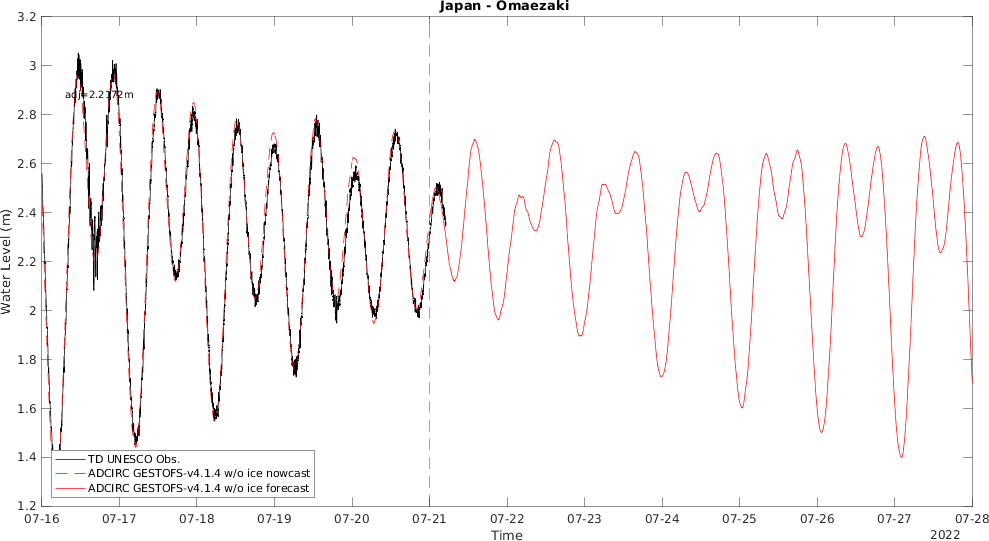 Japan - Omaezaki
3.2
3
2.8
2.6
2.4
2.2
2
1.8
1.6
1.4
1.2
Water Level (m)
adj=2.2172m
TD UNESCO Obs.
ADCIRC GESTOFS-v4.1.4 w/o ice nowcast
ADCIRC GESTOFS-v4.1.4 w/o ice forecast
07-16 07-17 07-18 07-19 07-20 07-21 07-22 07-23 07-24 07-25 07-26 07-27 07-28
Time
2022